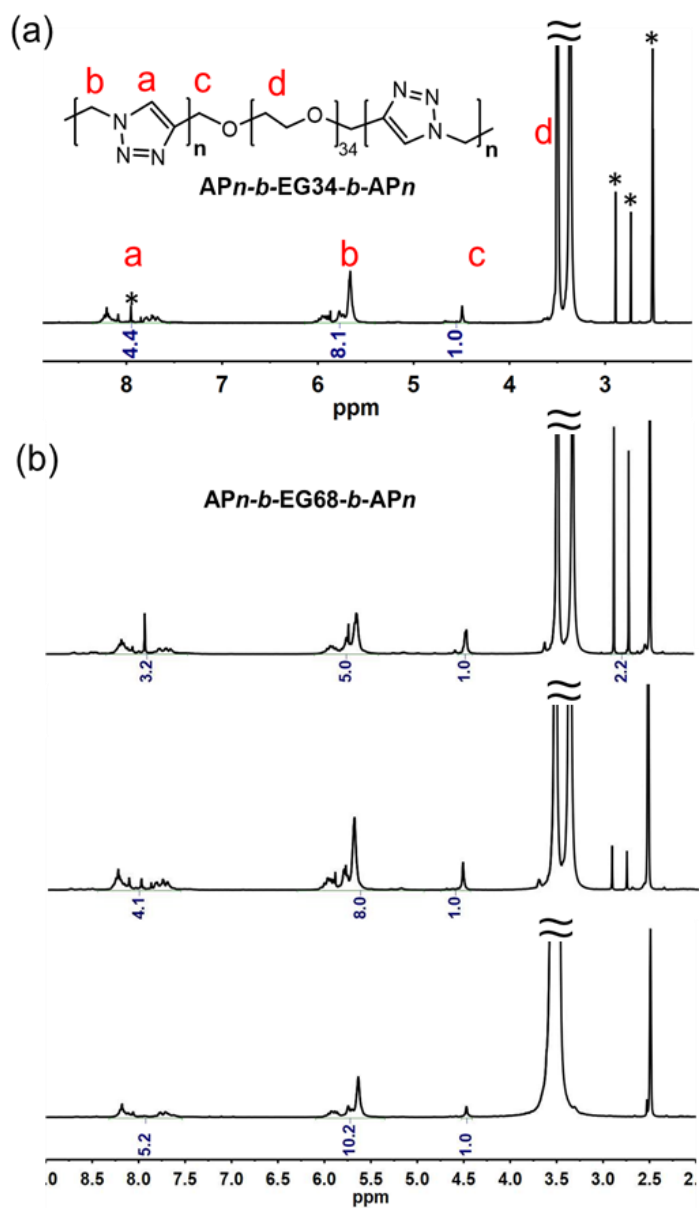 (a)
b a c d
N N N N
N=N O O 34 N
n n
APn-b-EG34-b-APn
d
* * *
a b c
*
4.4 8.1 1.0
8 7 6 5 4 3
ppm
(b)
APn-b-EG68-b-APn
3.2 5.0 1.0 2.2
4.1 8.0 1.0
5.2 10.2 1.0
.0 8.5 8.0 7.5 7.0 6.5 6.0 5.5 5.0 4.5 4.0 3.5 3.0 2.5 2.
ppm